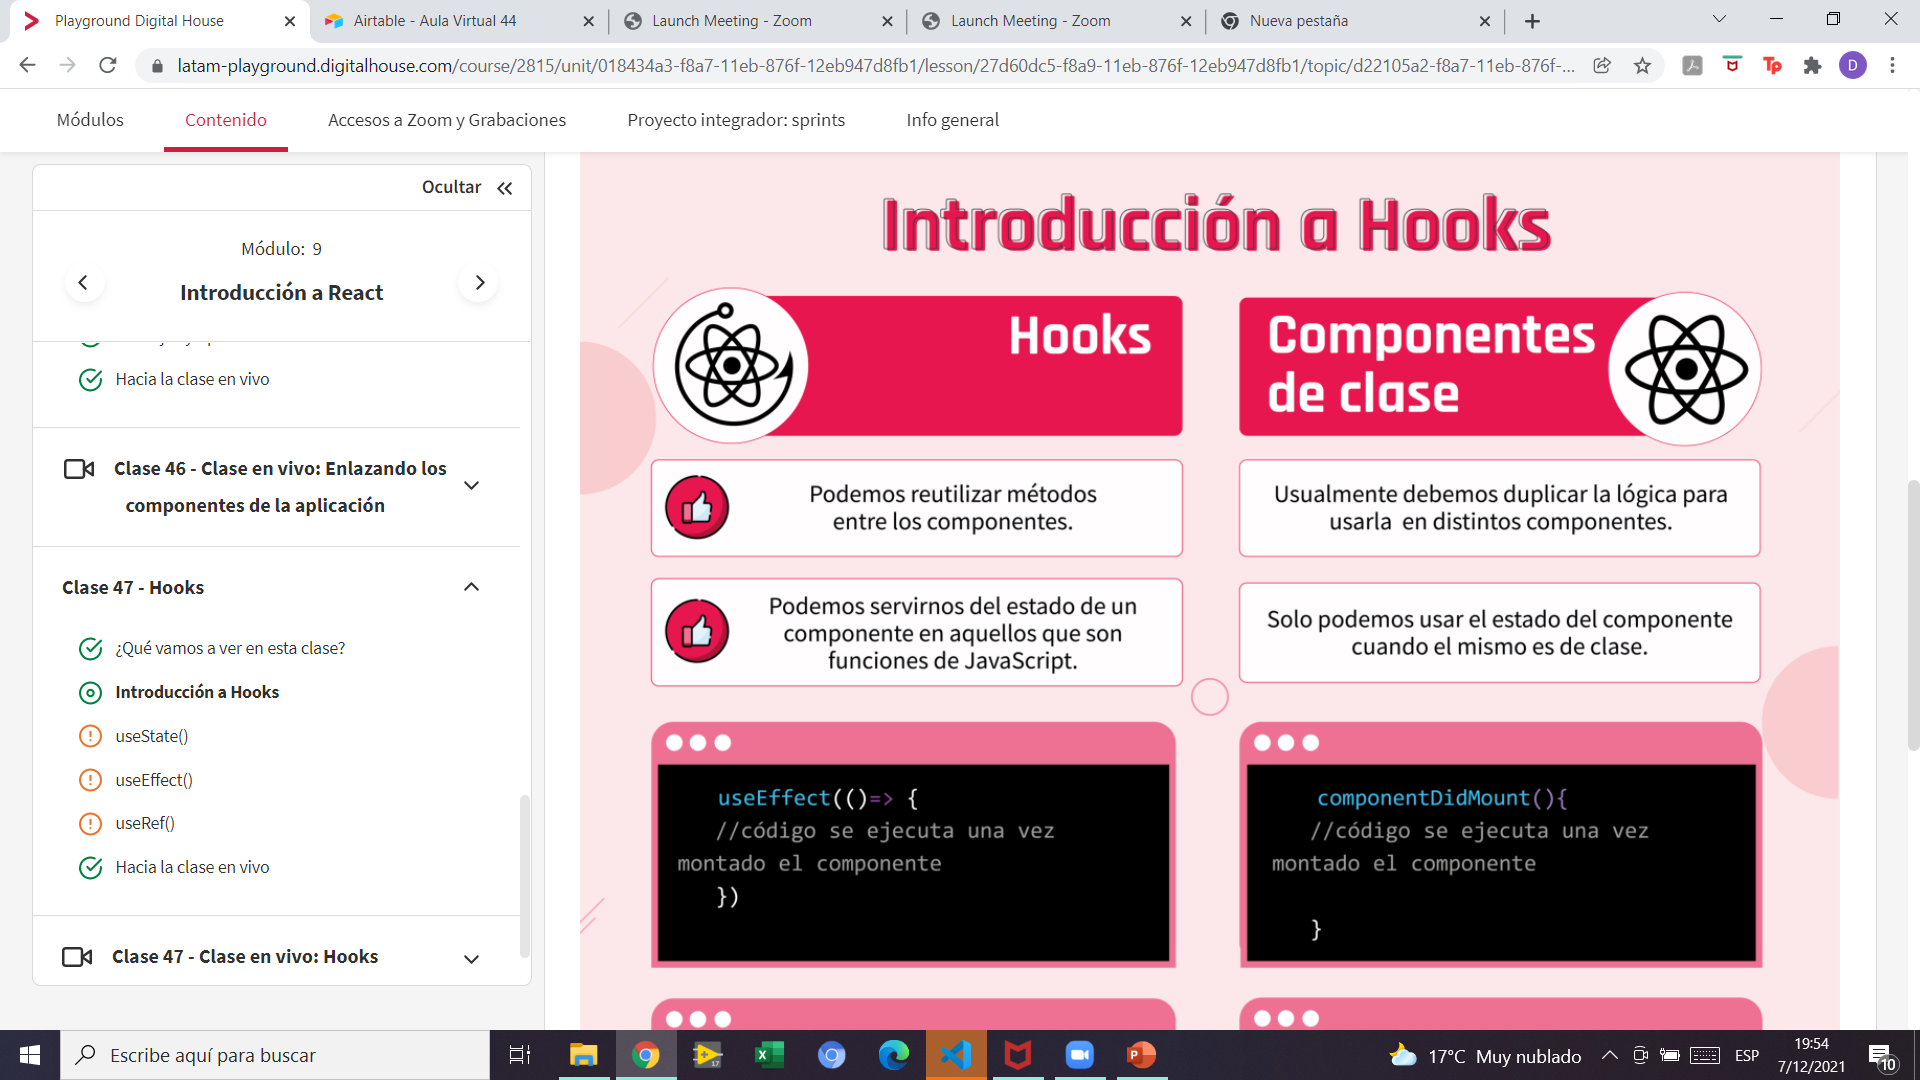 Playground Digital House
Airtable - Aula Virtual 44
Launch Meeting - Zoom
Launch Meeting - Zoom
Nueva pestaña
latam-playground.digitalhouse.com/course/2815/unit/018434a3-f8a7-11eb-876f-12eb947d8fb1/lesson/27d60dc5-f8a9-11eb-876f-12eb947d8fb1/topic/d22105a2-f8a7-11eb-876f-...
Tp
D
Módulos
Contenido
Accesos a Zoom y Grabaciones
Proyecto integrador: sprints
Info general
Ocultar
Módulo: 9
Introducción a React
Hacia la clase en vivo
Clase 46 - Clase en vivo: Enlazando los
componentes de la aplicación
Clase 47 - Hooks
¿Qué vamos a ver en esta clase?
Introducción a Hooks
useState()
useEffect()
useRef()
Hacia la clase en vivo
Clase 47 - Clase en vivo: Hooks
Introducción a Hooks
Hooks
Podemos reutilizar métodos
entre los componentes.
Podemos servirnos del estado de un
componente en aquellos que son
funciones de JavaScript.
useEffect(()=> {
//código se ejecuta una vez
montado el componente
})
Componentes
de clase
Usualmente debemos duplicar la lógica para
usarla en distintos componentes.
Solo podemos usar el estado del componente
cuando el mismo es de clase.
componentDidMount(){
//código se ejecuta una vez
montado el componente
}
Escribe aquí para buscar
17°C Muy nublado
ESP
19:54
7/12/2021
10